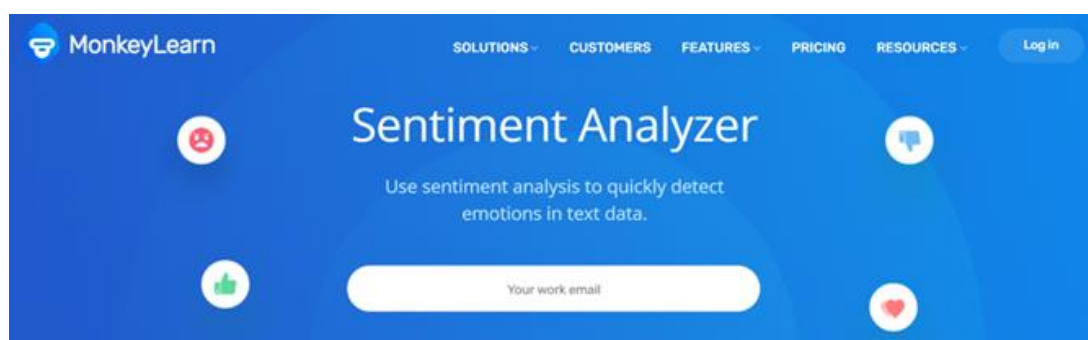 MonkeyLearn
SOLUTIONS CUSTOMERS FEATURES PRICING RESOURCES Log in
Sentiment Analyzer
Use sentiment analysis to quickly detect
emotions in text data.
Your work email